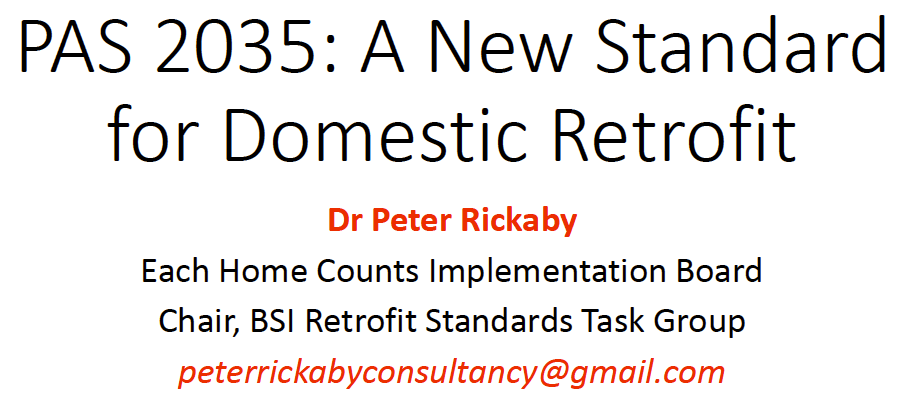 PAS 2035: A New Standard
for Domestic Retrofit
Dr Peter Rickaby
Each Home Counts Implementation Board
Chair, BSI Retrofit Standards Task Group
peterrickabyconsultancy@gmail.com